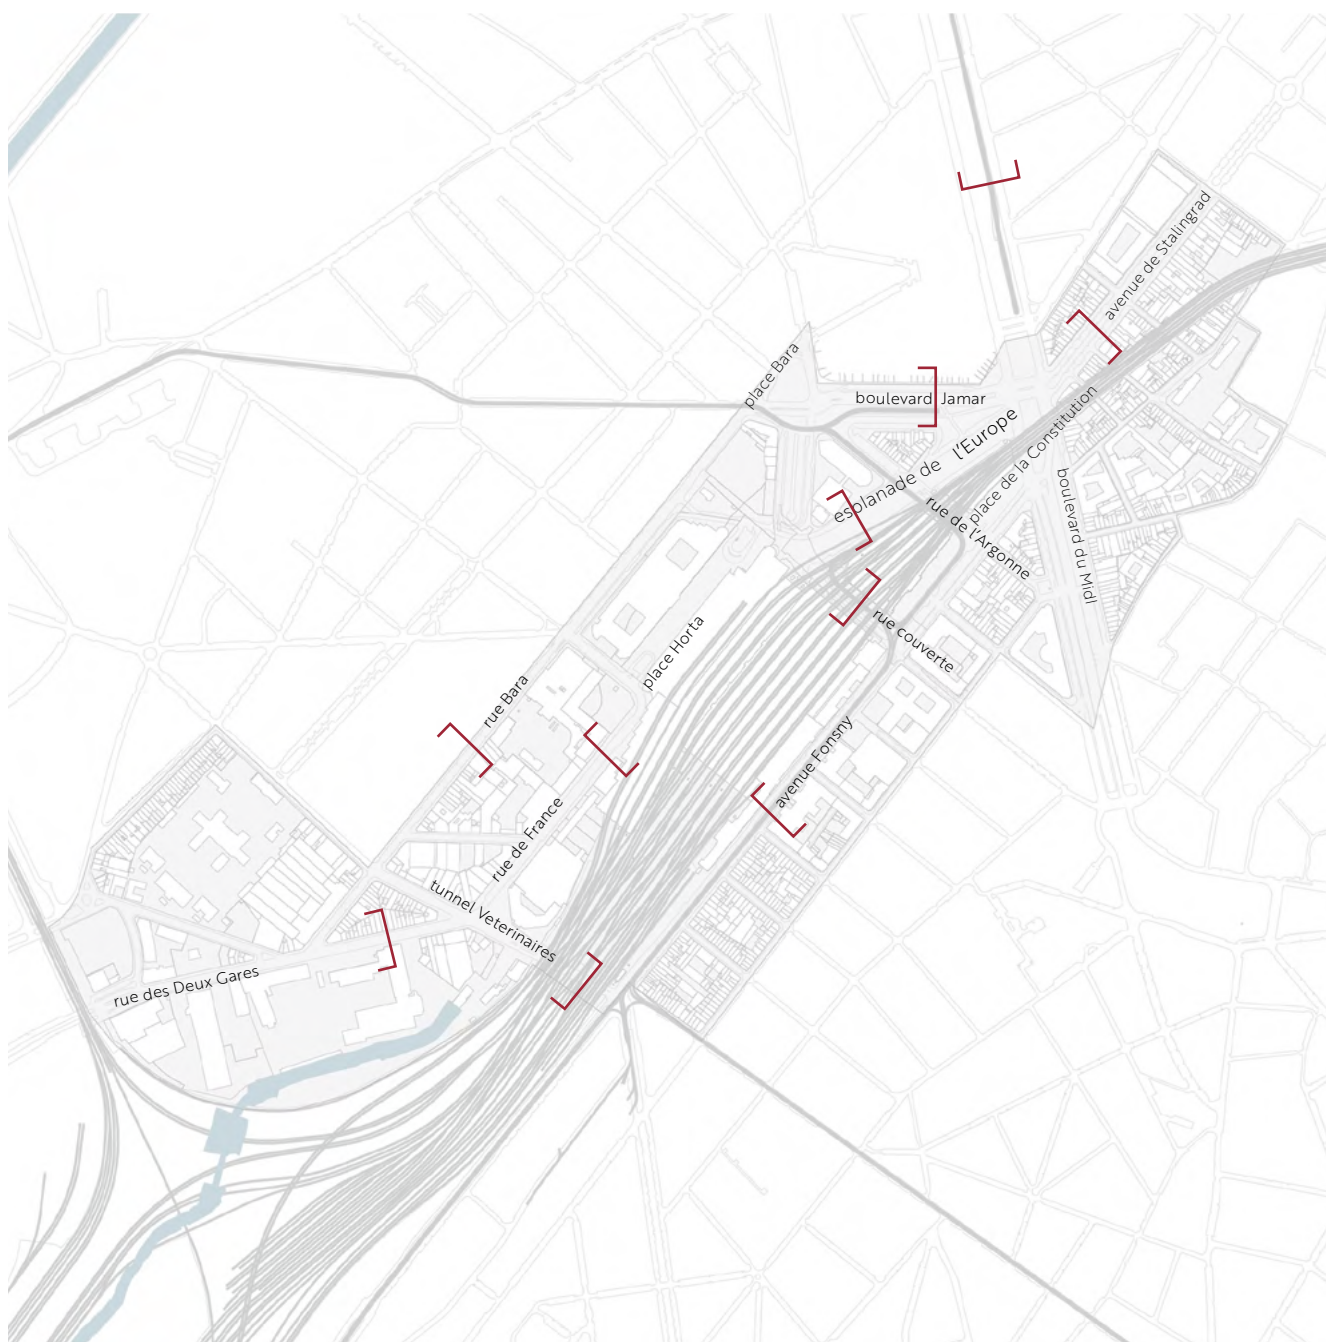 avenue de Stalingrad
place Bara
boulevard Jamar
place de la Constitution
esplanade de l'Europe
boulevard du Midi
rue de l'Argonne
rue couverte
place Horta
rue Bara
avenue Fonsny
rue de France
tunnel Veterinaires
rue des Deux Gares